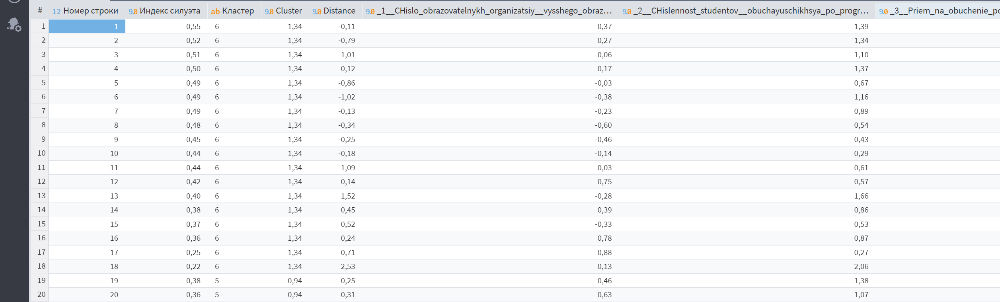 # 12 Номер строки 9.0 Индекс силуэта ab Кластер 9.0 Cluster 9.0 Distance 9.0 _1__CHislo_obrazovatelnykh_organizatsiy__vysshego_obraz... 9.0 _2__CHislennost_studentov__obuchayuschikhsya_po_progr... 9.0 _3__Priem_na_obuchenie_po
1 1 0,55 6 1,34 -0,11 0,37 1,39
2 2 0,52 6 1,34 -0,79 0,27 1,34
3 3 0,51 6 1,34 -1,01 -0,06 1,10
4 4 0,50 6 1,34 0,12 0,17 1,37
5 5 0,49 6 1,34 -0,86 -0,03 0,67
6 6 0,49 6 1,34 -1,02 -0,38 1,16
7 7 0,49 6 1,34 -0,13 -0,23 0,89
8 8 0,48 6 1,34 -0,34 -0,60 0,54
9 9 0,45 6 1,34 -0,25 -0,46 0,43
10 10 0,44 6 1,34 -0,18 -0,14 0,29
11 11 0,44 6 1,34 -1,09 0,03 0,61
12 12 0,42 6 1,34 0,14 -0,75 0,57
13 13 0,40 6 1,34 1,52 -0,28 1,66
14 14 0,38 6 1,34 0,45 0,39 0,86
15 15 0,37 6 1,34 0,52 -0,33 0,53
16 16 0,36 6 1,34 0,24 0,78 0,87
17 17 0,25 6 1,34 0,71 0,88 0,27
18 18 0,22 6 1,34 2,53 0,13 2,06
19 19 0,38 5 0,94 -0,25 0,46 -1,38
20 20 0,36 5 0,94 -0,31 -0,63 -1,07